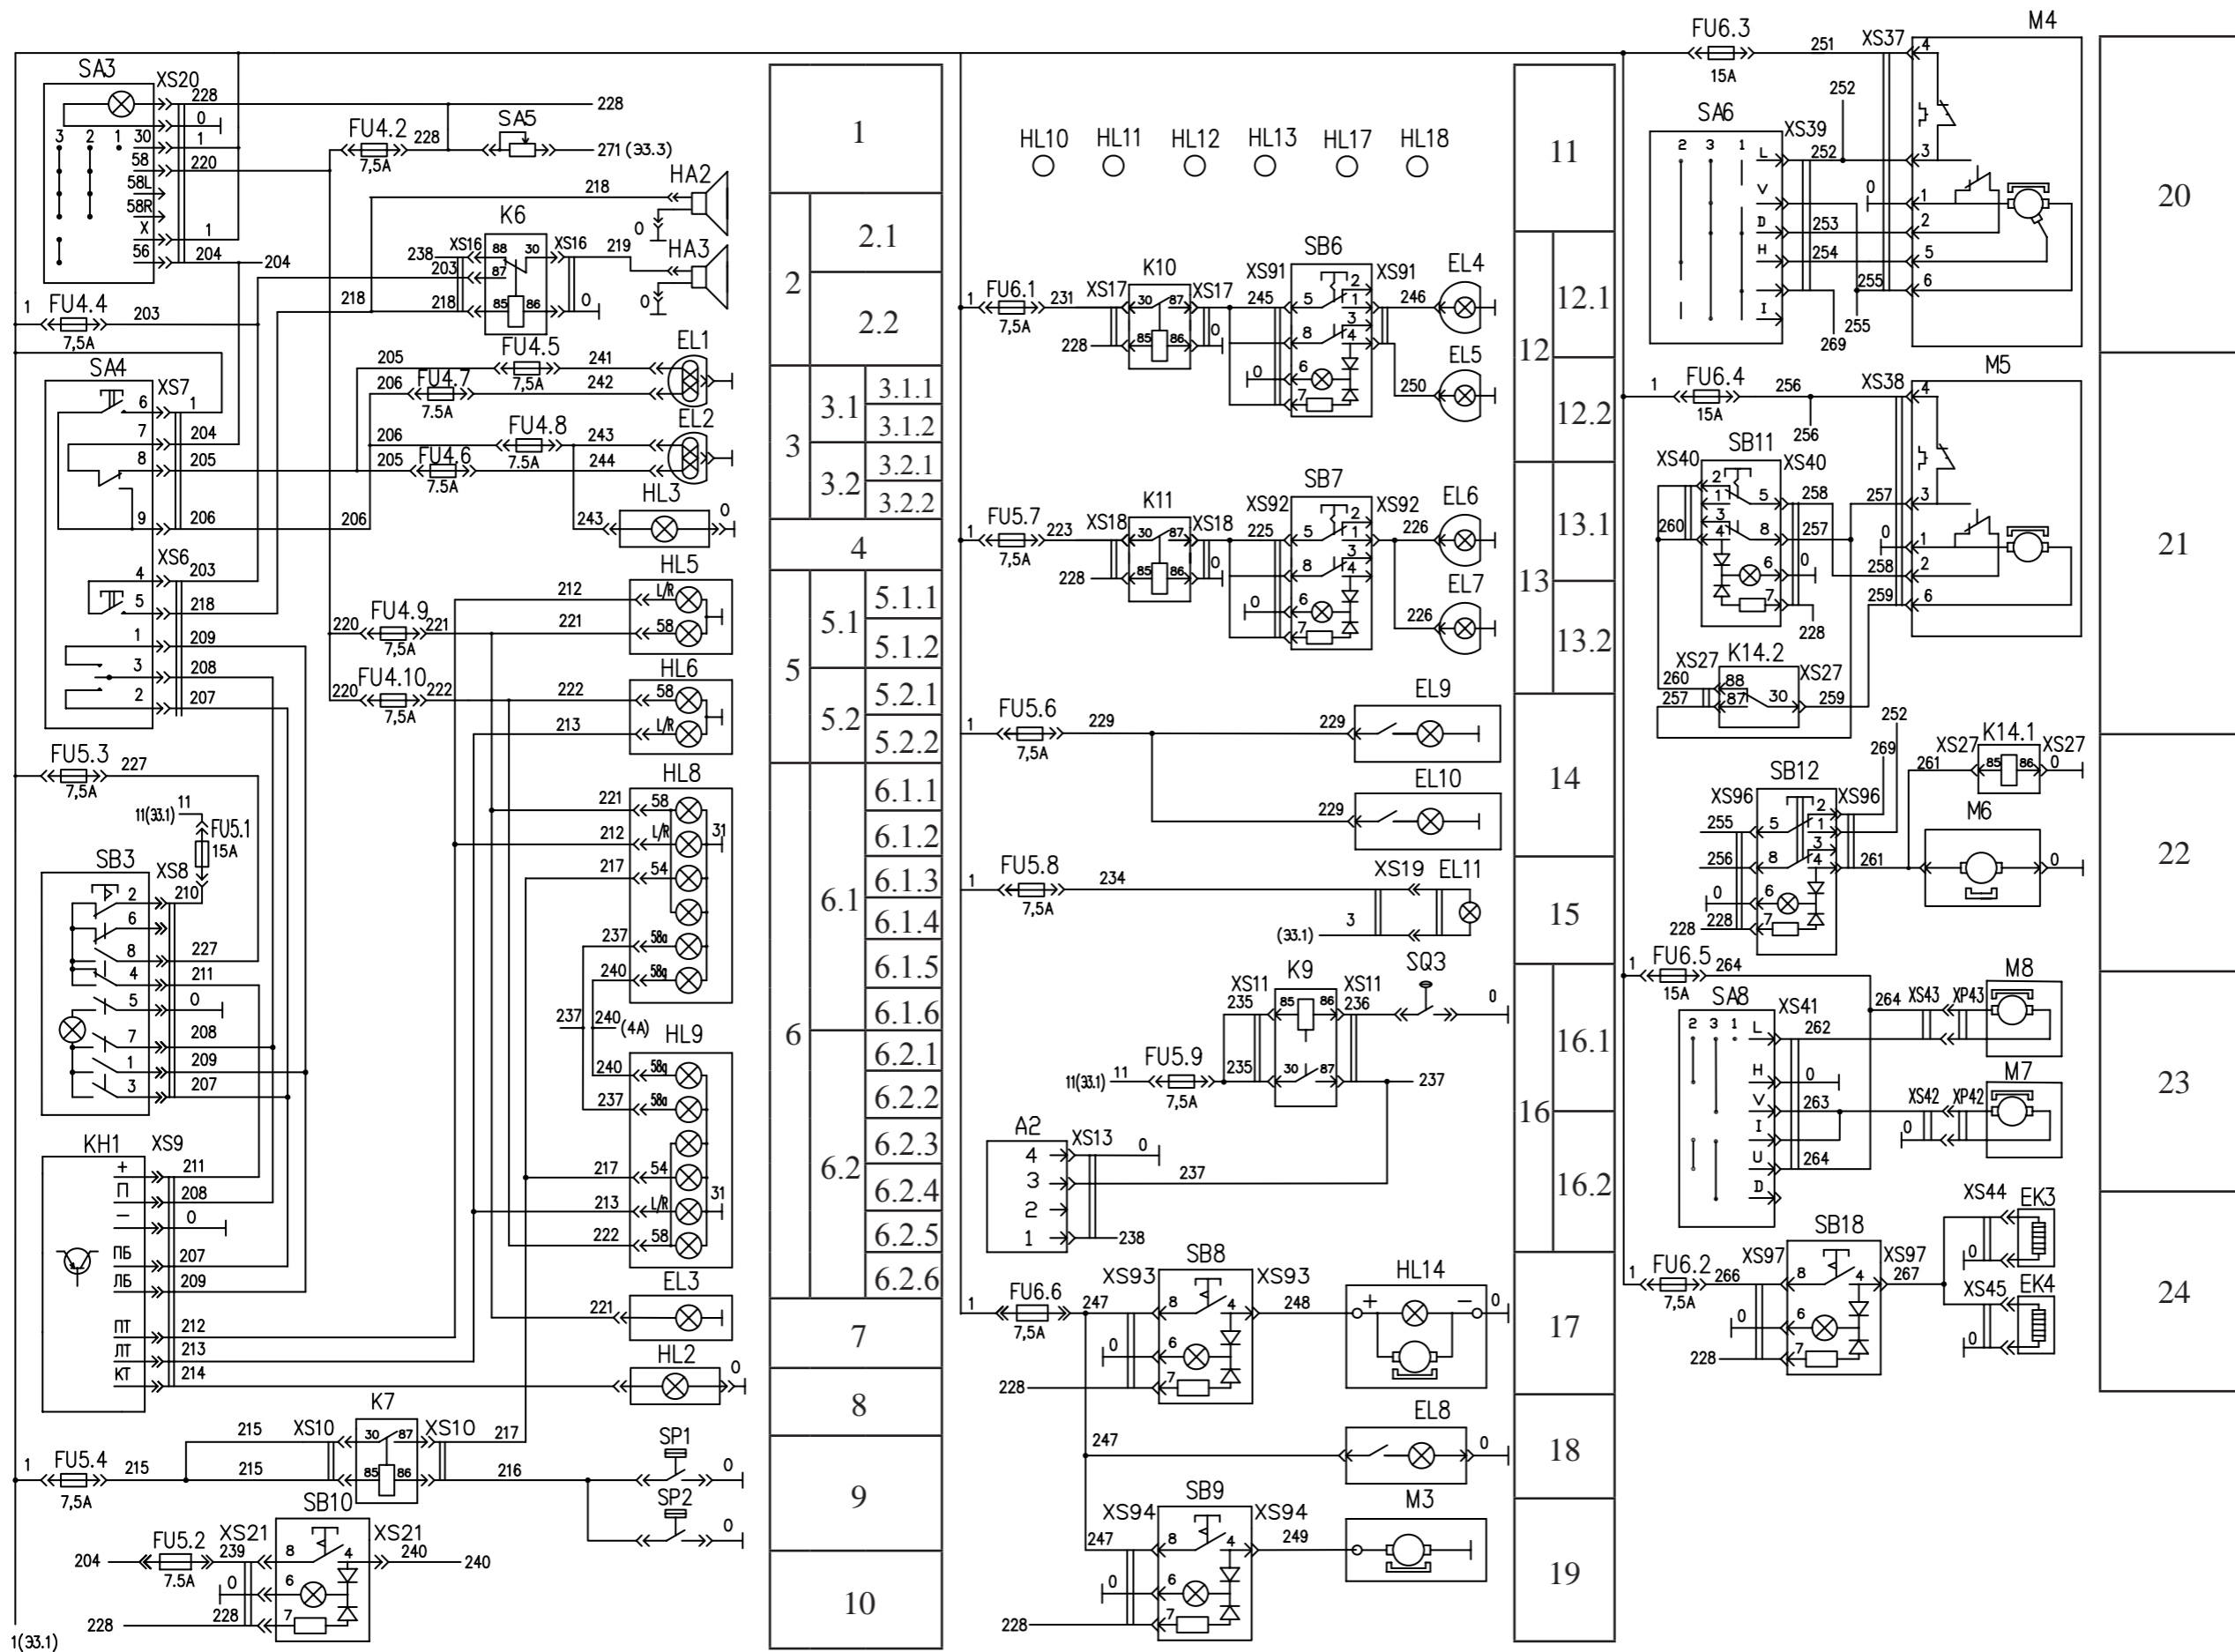 SA3
XS20
228
0
3 2 1 30
1
58
220
58L
58R
X
1
56
204
204
228
FU4.2
228
7,5A
SA5
271 (ЭЗ.3)
218
HA2
0
K6
XS16
88 30
XS16
219
HA3
238
203
87
0
218
218
85 86
0
1
FU4.4
203
7,5A
SA4
XS7
6
1
7
204
8
205
9
206
206
XS6
4
203
5
218
1
209
3
208
2
207
205
FU4.5
241
7,5A
EL1
206
FU4.7
242
7.5A
EL2
206
FU4.8
243
7.5A
205
FU4.6
244
7.5A
HL3
243
0
HL5
212
L/R
220
FU4.9
221
7,5A
221
58
HL6
220
FU4.10
222
7,5A
222
58
213
L/R
FU5.3
227
7,5A
11
11(ЭЗ.1)
FU5.1
15A
SB3
XS8
2
210
6
8
227
4
211
5
0
7
208
1
209
3
207
HL8
221
58
212
L/R
31
217
54
237
58a
240
58a
237
240
(4A)
HL9
240
58a
237
58a
217
54
213
L/R
31
222
58
KH1
XS9
+
211
П
208
—
0
ПБ
207
ЛБ
209
ПТ
212
ЛТ
213
КТ
214
EL3
221
HL2
0
K7
215
XS10
30 87
XS10
217
1
FU5.4
215
7,5A
215
85 86
216
SP1
0
SP2
0
SB10
FU5.2
XS21
XS21
204
239
7.5A
8
4
240
240
0
6
228
228
7
1(ЭЗ.1)
1
2
2.1
2.2
3
3.1
3.1.1
3.1.2
3.2
3.2.1
3.2.2
4
5
5.1
5.1.1
5.1.2
5.2
5.2.1
5.2.2
6
6.1
6.1.1
6.1.2
6.1.3
6.1.4
6.1.5
6.1.6
6.2
6.2.1
6.2.2
6.2.3
6.2.4
6.2.5
6.2.6
7
8
9
10
HL10 HL11 HL12 HL13 HL17 HL18
1
FU6.1
231
7,5A
XS17
K10
30 87
XS17
228
85 86
0
245
XS91
SB6
XS91
5
2
1
246
EL4
3
8
4
0
6
7
250
EL5
FU5.7
223
7,5A
XS18
K11
30 87
XS18
228
85 86
0
225
XS92
SB7
XS92
5
2
1
226
EL6
3
8
4
0
6
7
226
EL7
1
FU5.6
229
7,5A
229
EL9
229
EL10
1
FU5.8
234
7,5A
XS19
EL11
3
(ЭЗ.1)
K9
XS11
XS11
235
85 86
236
SQ3
0
11
11(ЭЗ.1)
FU5.9
7,5A
235
30 87
237
A2
XS13
4
0
3
237
2
1
238
1
FU6.6
7,5A
247
SB8
XS93
XS93
8
4
248
HL14
+
−
0
0
6
7
228
247
EL8
0
SB9
XS94
XS94
247
8
4
249
M3
0
6
7
228
11
12
12.1
12.2
13
13.1
13.2
14
15
16
16.1
16.2
17
18
19
FU6.3
251
15A
XS37
M4
4
SA6
XS39
252
2 3 1
L
252
3
V
0
1
D
253
2
H
254
5
255
6
I
255
269
1
FU6.4
256
15A
256
XS38
M5
4
SB11
XS40
XS40
2
1
5
258
257
3
3
4
8
257
260
0
1
6
0
258
2
7
228
259
6
XS27
K14.2
XS27
260
88
257
87
30
259
252
269
XS27
K14.1
XS27
261
85 86
0
SB12
XS96
XS96
255
5
2
1
M6
256
8
3
4
261
0
0
6
228
7
1
FU6.5
264
15A
SA8
XS41
264
XS43
XP43
M8
2 3 1
L
262
H
0
V
263
XS42
XP42
M7
I
0
U
264
D
XS44
EK3
0
SB18
1
FU6.2
266
7,5A
XS97
XS97
8
4
267
XS45
EK4
0
0
6
228
7
20
21
22
23
24